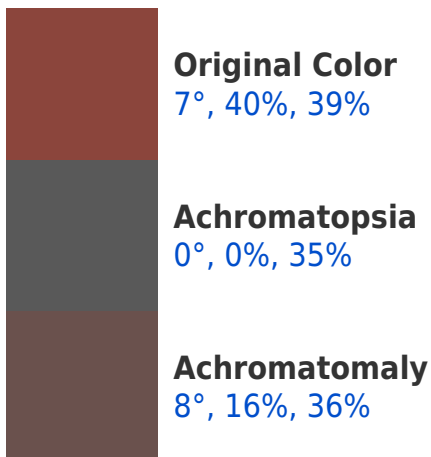 Original Color
7°, 40%, 39%
Achromatopsia
0°, 0%, 35%
Achromatomaly
8°, 16%, 36%